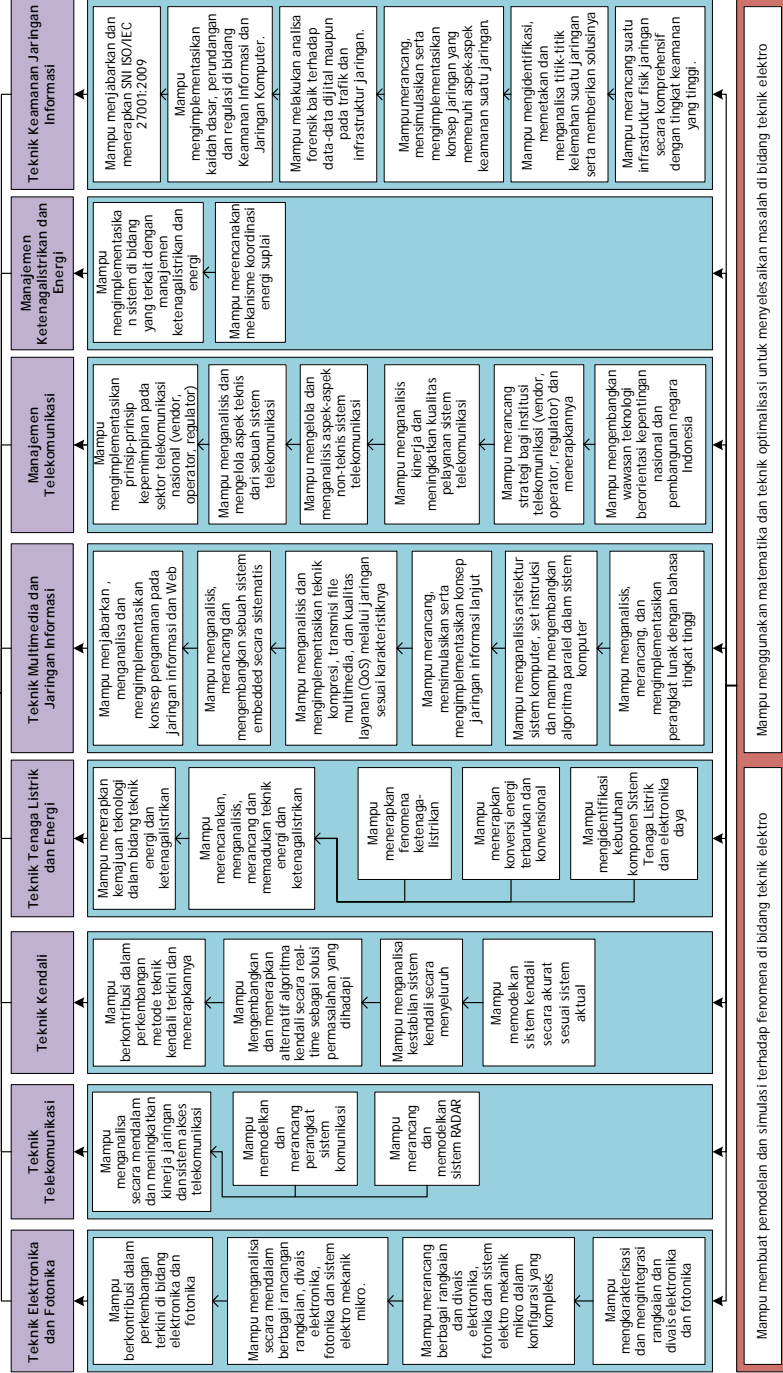 Teknik Elektronika
dan Fotonika
Mampu
berkontribusi dalam
perkembangan
terkini di bidang
elektronika dan
fotonika
Mampu menganalisa
secara mendalam
berbagai rancangan
rangkaian, divais
elektronika,
fotonika dan sistem
elektro mekanik
mikro.
Mampu merancang
berbagai rangkaian
dan divais
elektronika,
fotonika dan sistem
elektro mekanik
mikro dalam
konfigurasi yang
kompleks
Mampu
mengkarakterisasi
dan mengintegrasi
rangkaian dan
divais elektronika
dan fotonika
Teknik
Telekomunikasi
Mampu
menganalisa
secara mendalam
dan meningkatkan
kinerja jaringan
dansistem akses
telekomunikasi
Mampu
memodelkan
dan
merancang
perangkat
sistem
komunikasi
Mampu
merancang
dan
memodelkan
sistem RADAR
Teknik Kendali
Mampu
berkontribusi dalam
perkembangan
metode teknik
kendali terkini dan
menerapkannya
Mampu
Mengembangkan
dan menerapkan
alternatif algoritma
kendali secara real-
time sebagai solusi
permasalahan yang
dihadapi
Mampu menganalisa
kestabilan sistem
kendali secara
menyeluruh
Mampu
memodelkan
sistem kendali
secara akurat
sesuai sistem
aktual
Teknik Tenaga Listrik
dan Energi
Mampu menerapkan
kemajuan teknologi
dalam bidang teknik
energi dan
ketenagalistrikan
Mampu
merencanakan,
menganalisis,
merancang dan
memadukan teknik
energi dan
ketenagalistrikan
Mampu
menerapkan
fenomena
ketenaga-
listrikan
Mampu
menerapkan
konversi energi
terbarukan dan
konvensional
Mampu
mengidentifikasi
kebutuhan
komponen Sistem
Tenaga Listrik
dan elektronika
daya
Teknik Multimedia dan
Jaringan Informasi
Mampu menjabarkan ,
menganalisa dan
mengimplementasikan
konsep pengamanan pada
jaringan informasi dan Web
Mampu menganalisis,
merancang dan
mengembangkan sebuah sistem
embedded secara sistematis
Mampu menganalisis dan
mengimplementasikan teknik
kompresi, transmisi file
multimedia, dan kualitas
layanan (QoS) melalui jaringan
sesuai karakteristiknya
Mampu merancang,
mensimulasikan serta
mengimplementasikan konsep
jaringan informasi lanjut
Mampu menganalisis arsitektur
sistem komputer, set instruksi
dan mampu mengembangkan
algoritma paralel dalam sistem
komputer
Mampu menganalisis,
merancang, dan
mengimplementasikan
perangkat lunak dengan bahasa
tingkat tinggi
Manajemen
Telekomunikasi
Mampu
mengimplementasikan
prinsip-prinsip
kepemimpinan pada
sektor telekomunikasi
nasional (vendor,
operator, regulator)
Mampu menganalisis dan
mengelola aspek teknis
dari sebuah sistem
telekomunikasi
Mampu mengelola dan
menganalisis aspek-aspek
non-teknis sistem
telekomunikasi
Mampu menganalisis
kinerja dan
meningkatkan kualitas
pelayanan sistem
telekomunikasi
Mampu merancang
strategi bagi institusi
telekomunikasi (vendor,
operator, regulator) dan
menerapkannya
Mampu mengembangkan
wawasan teknologi
berorientasi kepentingan
nasional dan
pembangunan negara
Indonesia
Manajemen
Ketenagalistrikan dan
Energi
Mampu
mengimplementasika
n sistem di bidang
yang terkait dengan
manajemen
ketenagalistrikan dan
energi
Mampu merencanakan
mekanisme koordinasi
energi suplai
Teknik Keamanan Jaringan
Informasi
Mampu menjabarkan dan
menerapkan SNI ISO/IEC
27001:2009
Mampu
mengimplementasikan
kaidah dasar, perundangan
dan regulasi di bidang
Keamanan Informasi dan
Jaringan Komputer.
Mampu melakukan analisa
forensik baik terhadap
data-data dijital maupun
pada trafik dan
infrastruktur jaringan.
Mampu merancang,
mensimulasikan serta
mengimplementasikan
konsep jaringan yang
memenuhi aspek-aspek
keamanan suatu jaringan
Mampu mengidentifikasi,
memetakan dan
menganalisa titik-titik
kelemahan suatu jaringan
serta memberikan solusinya
Mampu merancang suatu
infrastruktur fisik jaringan
secara komprehensif
dengan tingkat keamanan
yang tinggi.
Mampu membuat pemodelan dan simulasi terhadap fenomena di bidang teknik elektro
Mampu menggunakan matematika dan teknik optimalisasi untuk menyelesaikan masalah di bidang teknik elektro